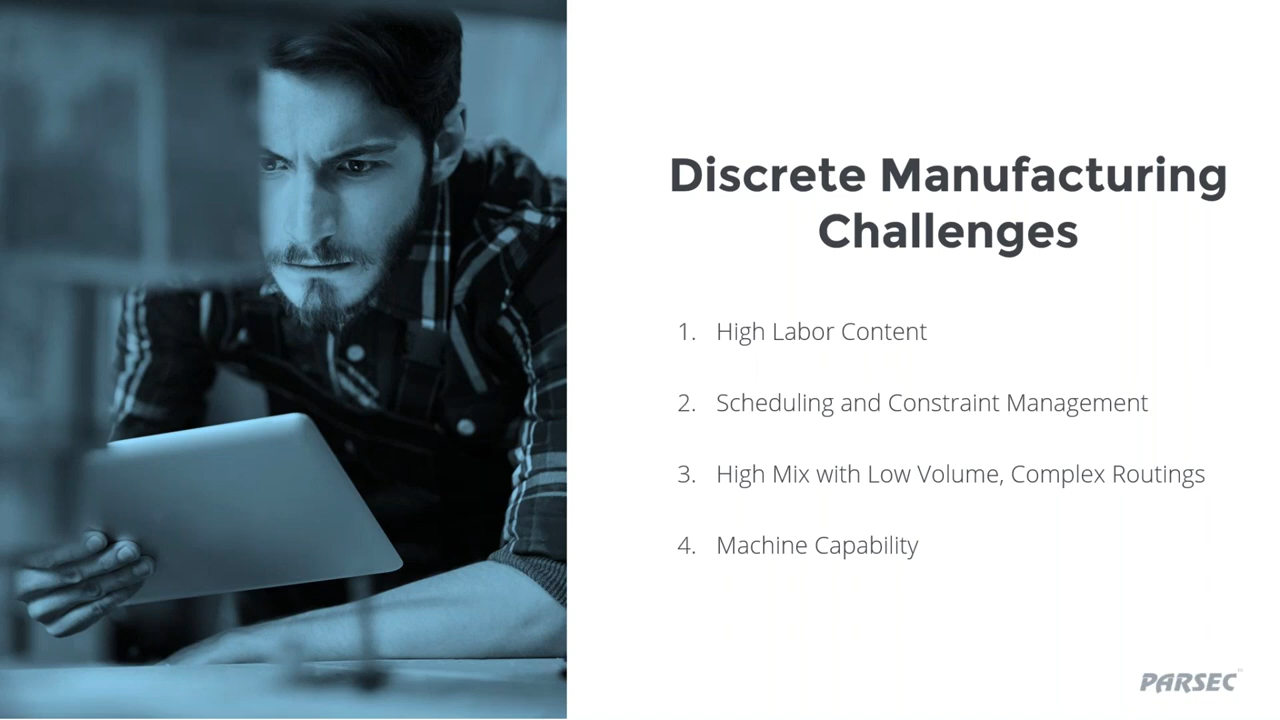 Discrete Manufacturing
Challenges
1. High Labor Content
2. Scheduling and Constraint Management
3. High Mix with Low Volume, Complex Routings
4. Machine Capability
PARSEC